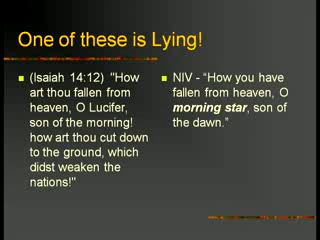 One of these is Lying!
(Isaiah 14:12) "How
art thou fallen from
heaven, O Lucifer,
son of the morning!
how art thou cut down
to the ground, which
didst weaken the
nations!"
NIV - “How you have
fallen from heaven, O
morning star, son of
the dawn.”